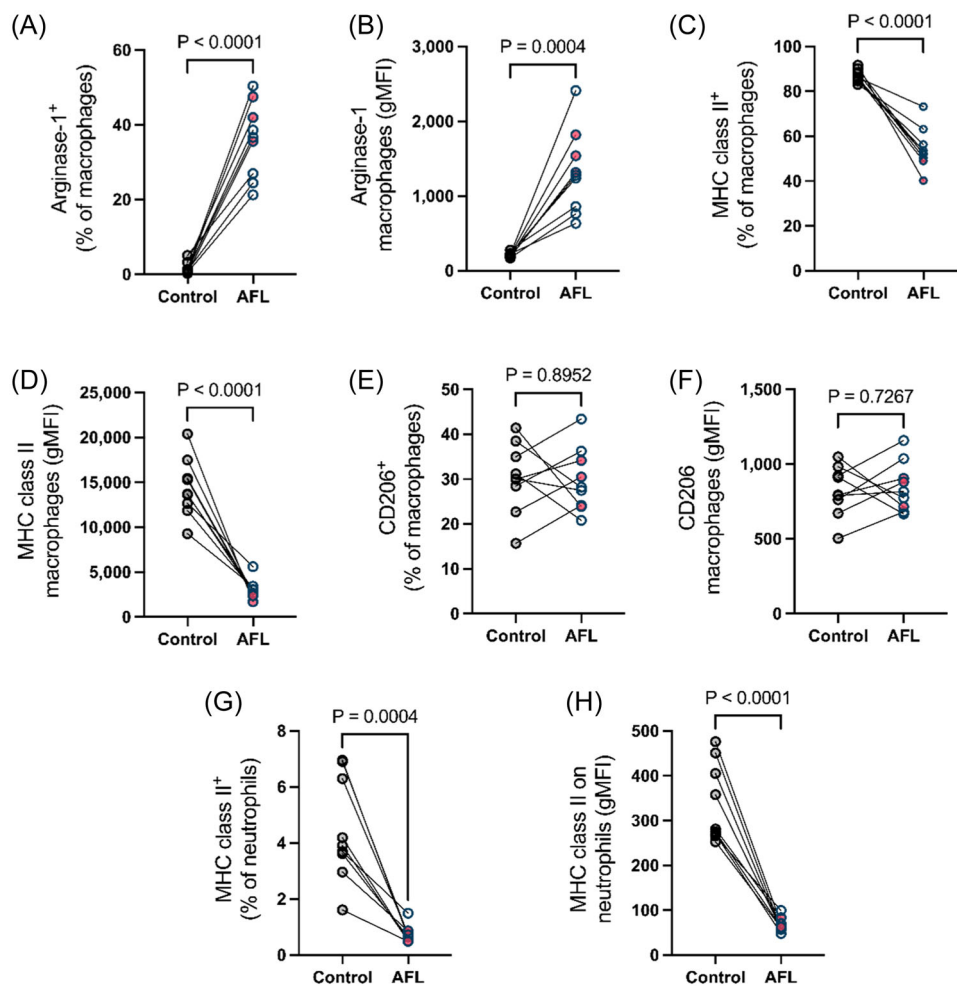 (A)
P < 0.0001
Arginase-1⁺
(% of macrophages)
60
40
20
0
Control AFL
(B)
P = 0.0004
Arginase-1
macrophages (gMFI)
3,000
2,000
1,000
0
Control AFL
(C)
P < 0.0001
MHC class II⁺
(% of macrophages)
100
80
60
40
20
0
Control AFL
(D)
P < 0.0001
MHC class II
macrophages (gMFI)
25,000
20,000
15,000
10,000
5,000
0
Control AFL
(E)
P = 0.8952
CD206⁺
(% of macrophages)
50
40
30
20
10
0
Control AFL
(F)
P = 0.7267
CD206
macrophages (gMFI)
1,500
1,000
500
0
Control AFL
(G)
P = 0.0004
MHC class II⁺
(% of neutrophils)
8
6
4
2
0
Control AFL
(H)
P < 0.0001
MHC class II on
neutrophils (gMFI)
500
400
300
200
100
0
Control AFL